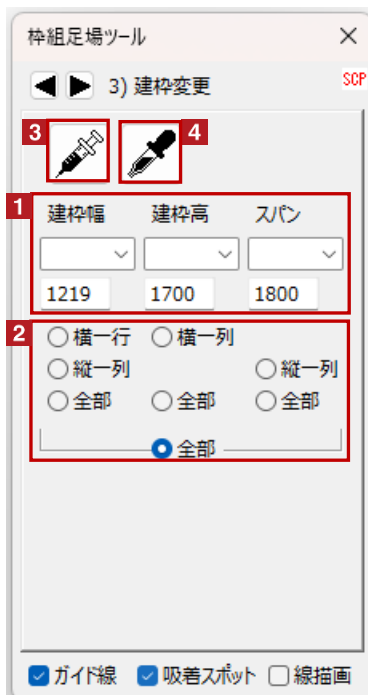 枠組足場ツール
3) 建枠変更 SCP
3 4
1
建枠幅 建枠高 スパン
1219 1700 1800
2
横一行 横一列
縦一列 縦一列
全部 全部 全部
全部
ガイド線 吸着スポット 線描画